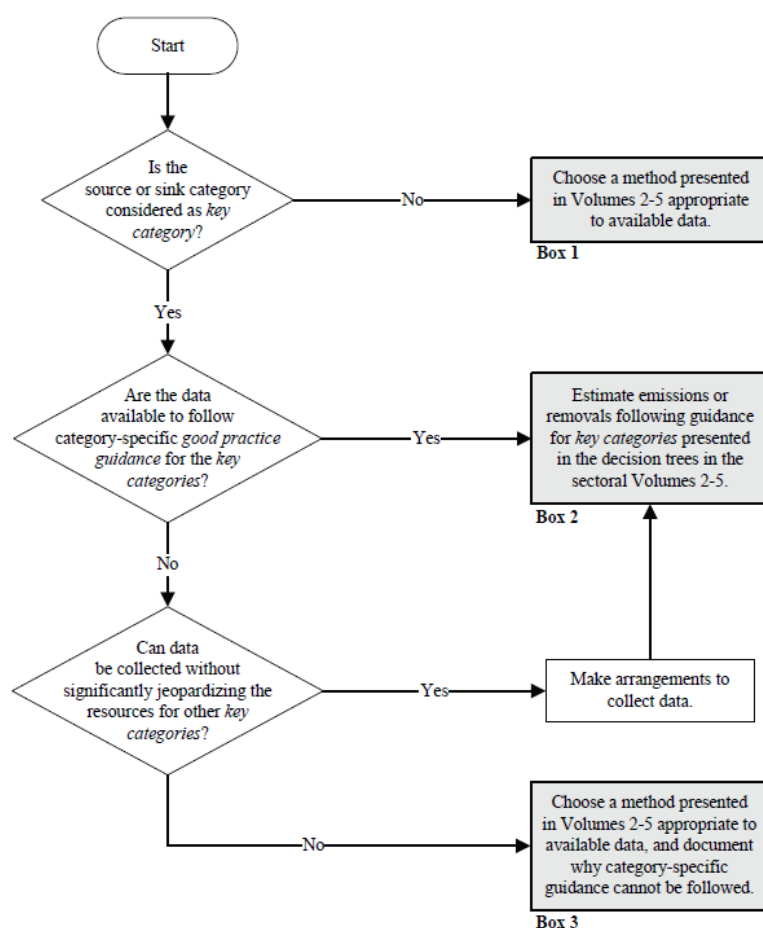 Start
Is the
source or sink category
considered as key
category?
No
Choose a method presented
in Volumes 2-5 appropriate
to available data.
Box 1
Yes
Are the data
available to follow
category-specific good practice
guidance for the key
categories?
Yes
Estimate emissions or
removals following guidance
for key categories presented
in the decision trees in the
sectoral Volumes 2-5.
Box 2
No
Can data
be collected without
significantly jeopardizing the
resources for other key
categories?
Yes
Make arrangements to
collect data.
No
Choose a method presented
in Volumes 2-5 appropriate to
available data, and document
why category-specific
guidance cannot be followed.
Box 3